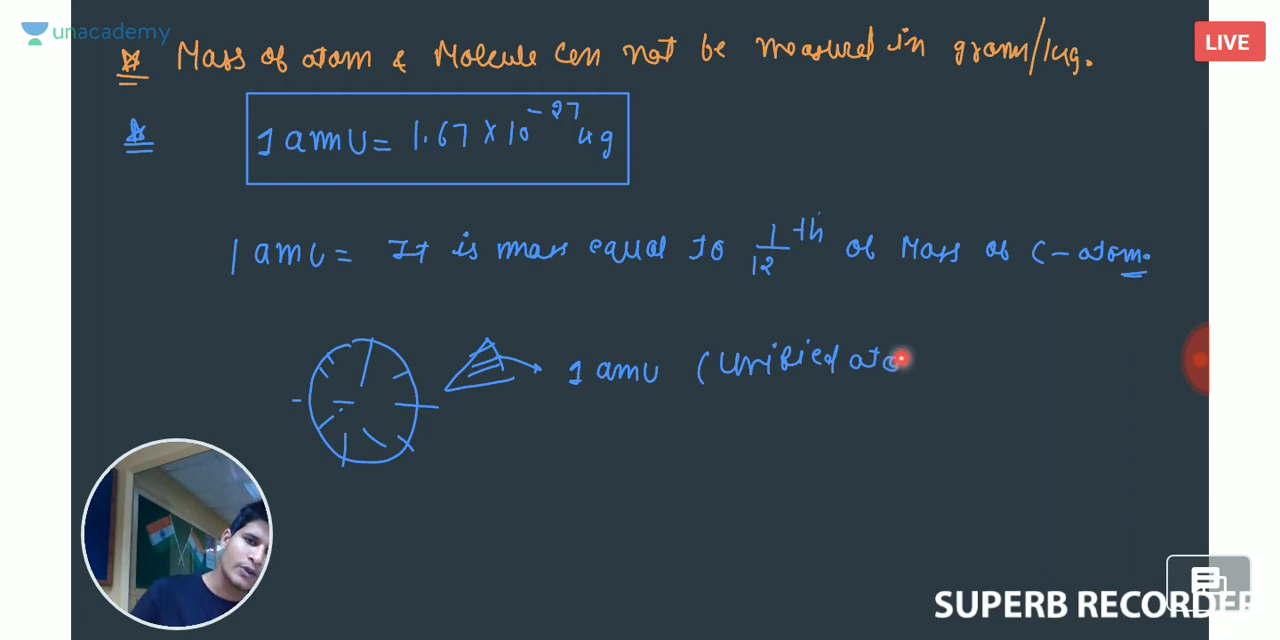 unacademy
LIVE
Mass of atom & Molecule can not be measured in gram/kg.
1 amU = 1.67 × 10⁻²⁷ kg
1 amU = It is mass equal to 1/12 th of Mass of C-atom.
1 amU (Unified ato
SUPERB RECORDER